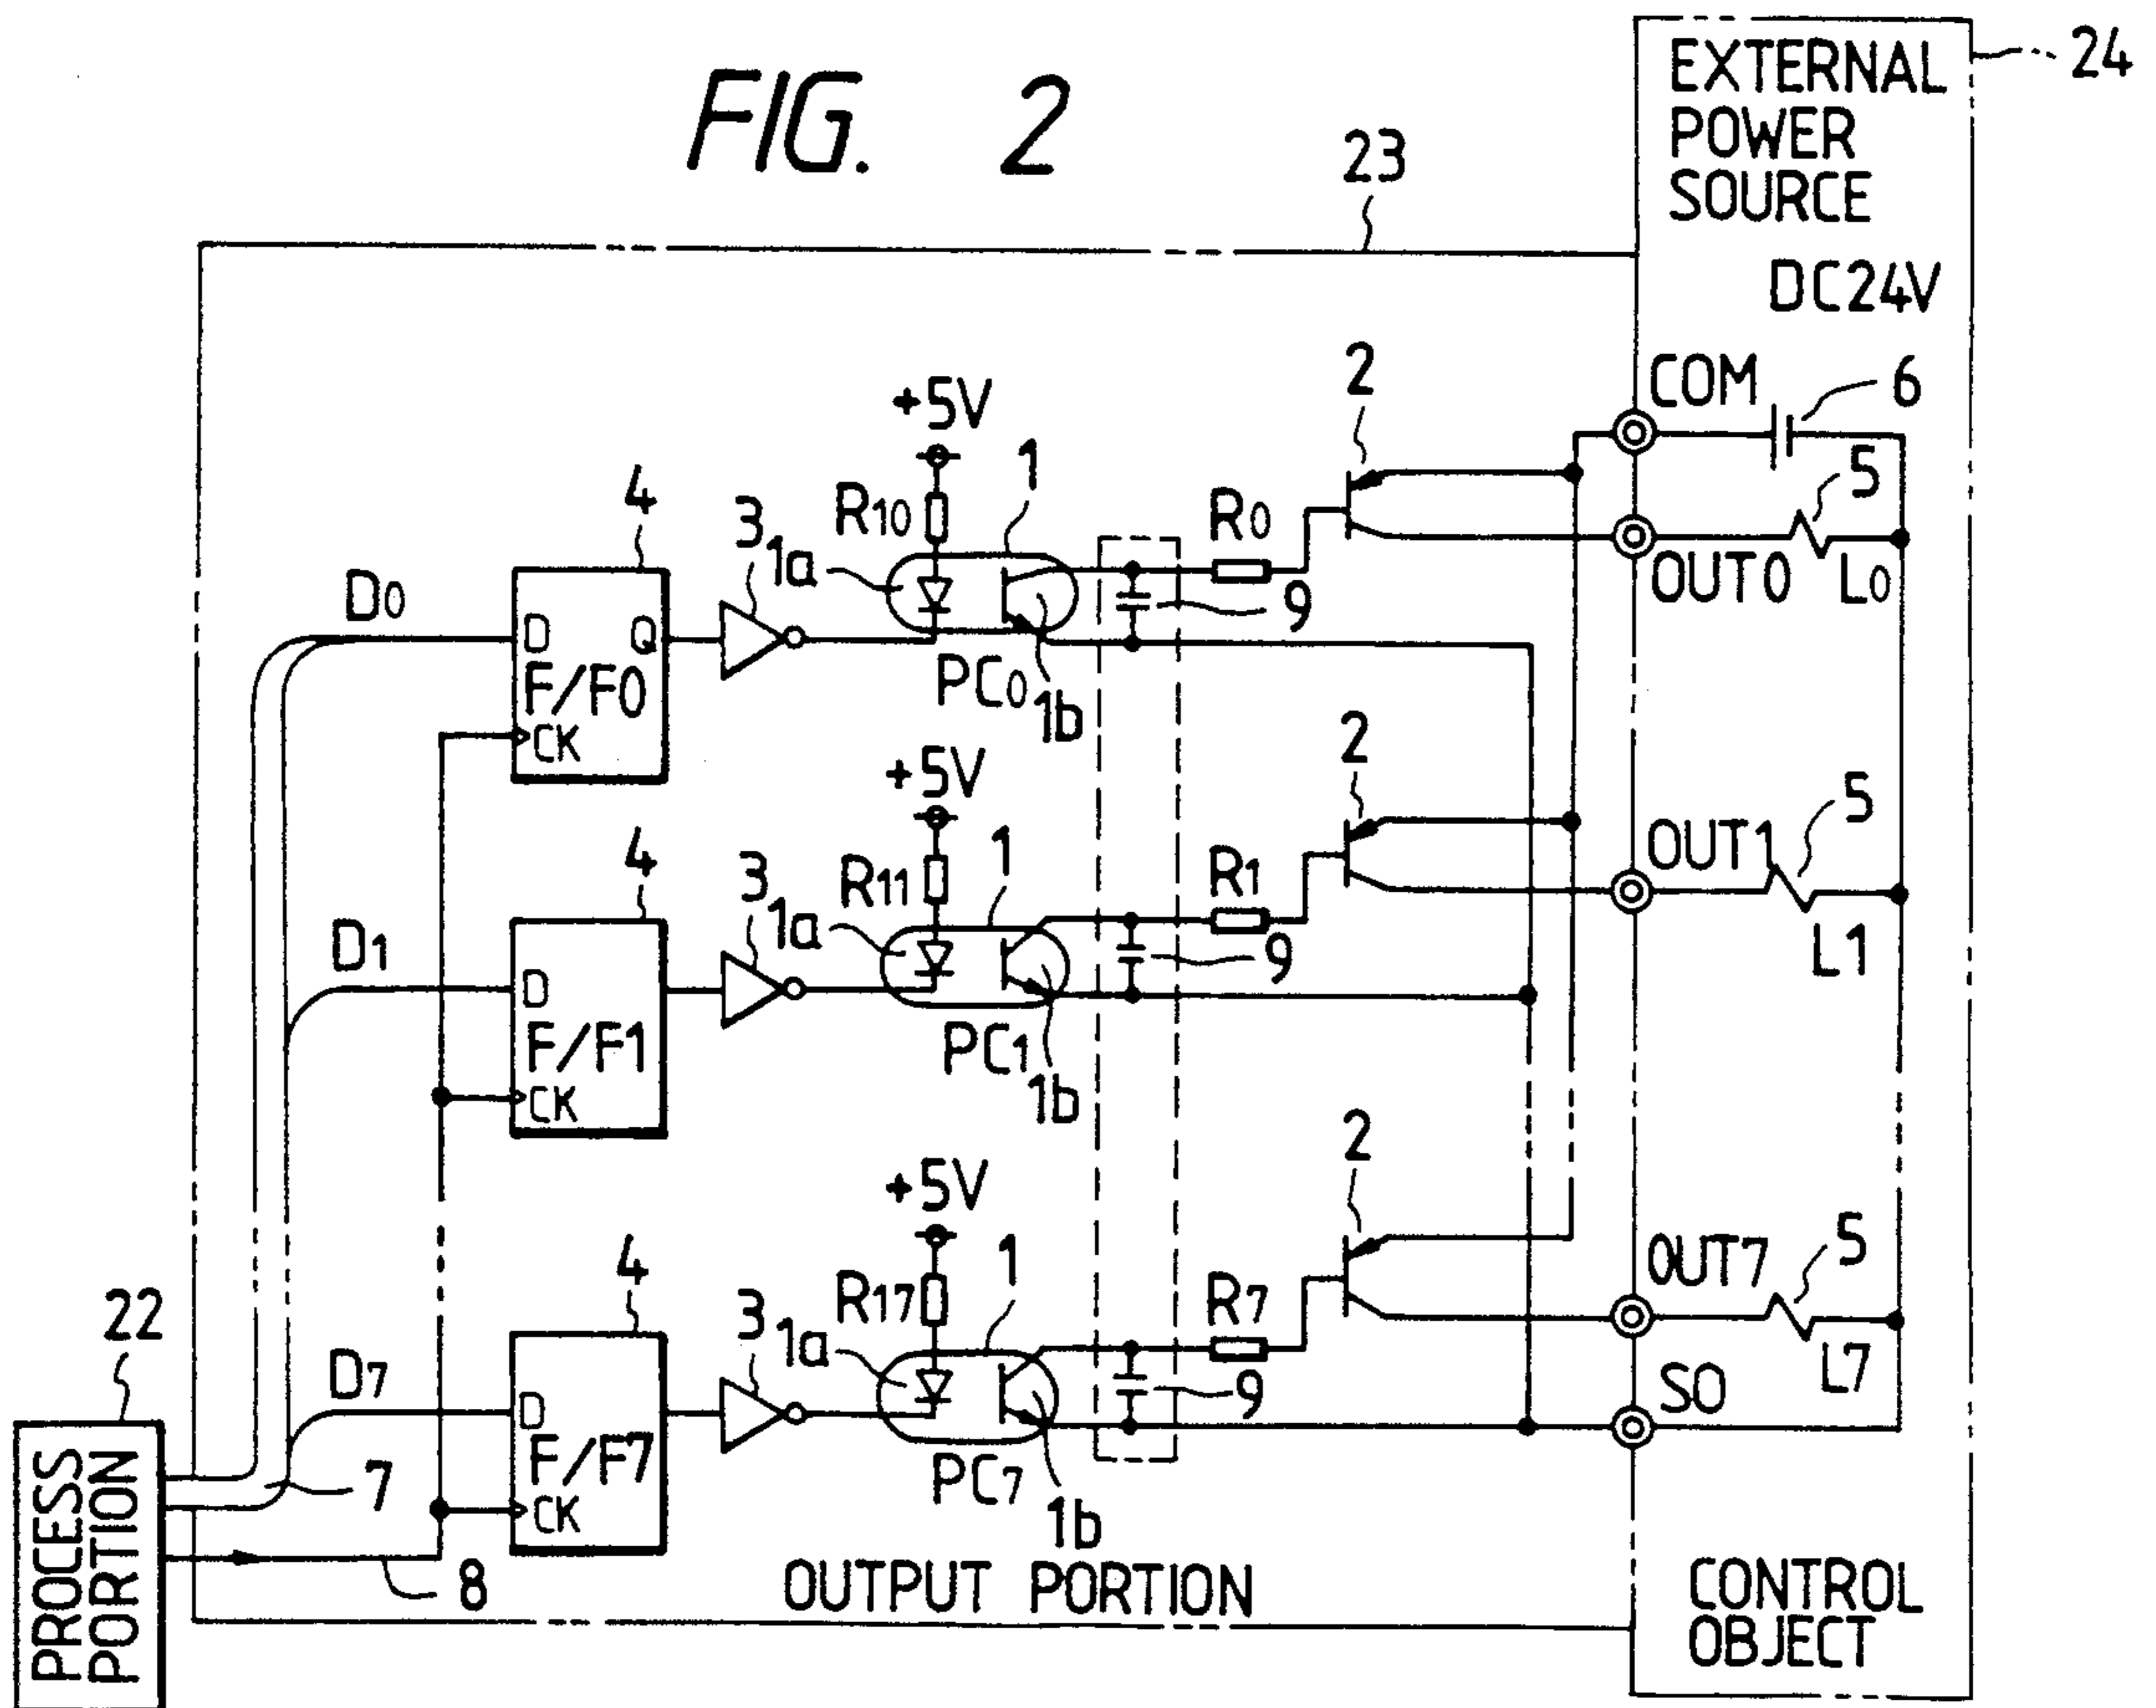 FIG. 2
EXTERNAL
POWER
SOURCE
24
23
DC24V
COM
6
+5V
2
5
4
3
R10
1
R0
1a
OUT0
L0
D0
D
Q
F/F0
CK
9
PC0
1b
+5V
2
5
4
3
R11
1
R1
OUT1
1a
L1
D1
D
F/F1
CK
9
PC1
1b
+5V
2
5
4
3
R17
1
R7
OUT7
22
1a
L7
D7
D
F/F7
CK
9
SO
PC7
7
1b
8
PROCESS
PORTION
OUTPUT PORTION
CONTROL
OBJECT